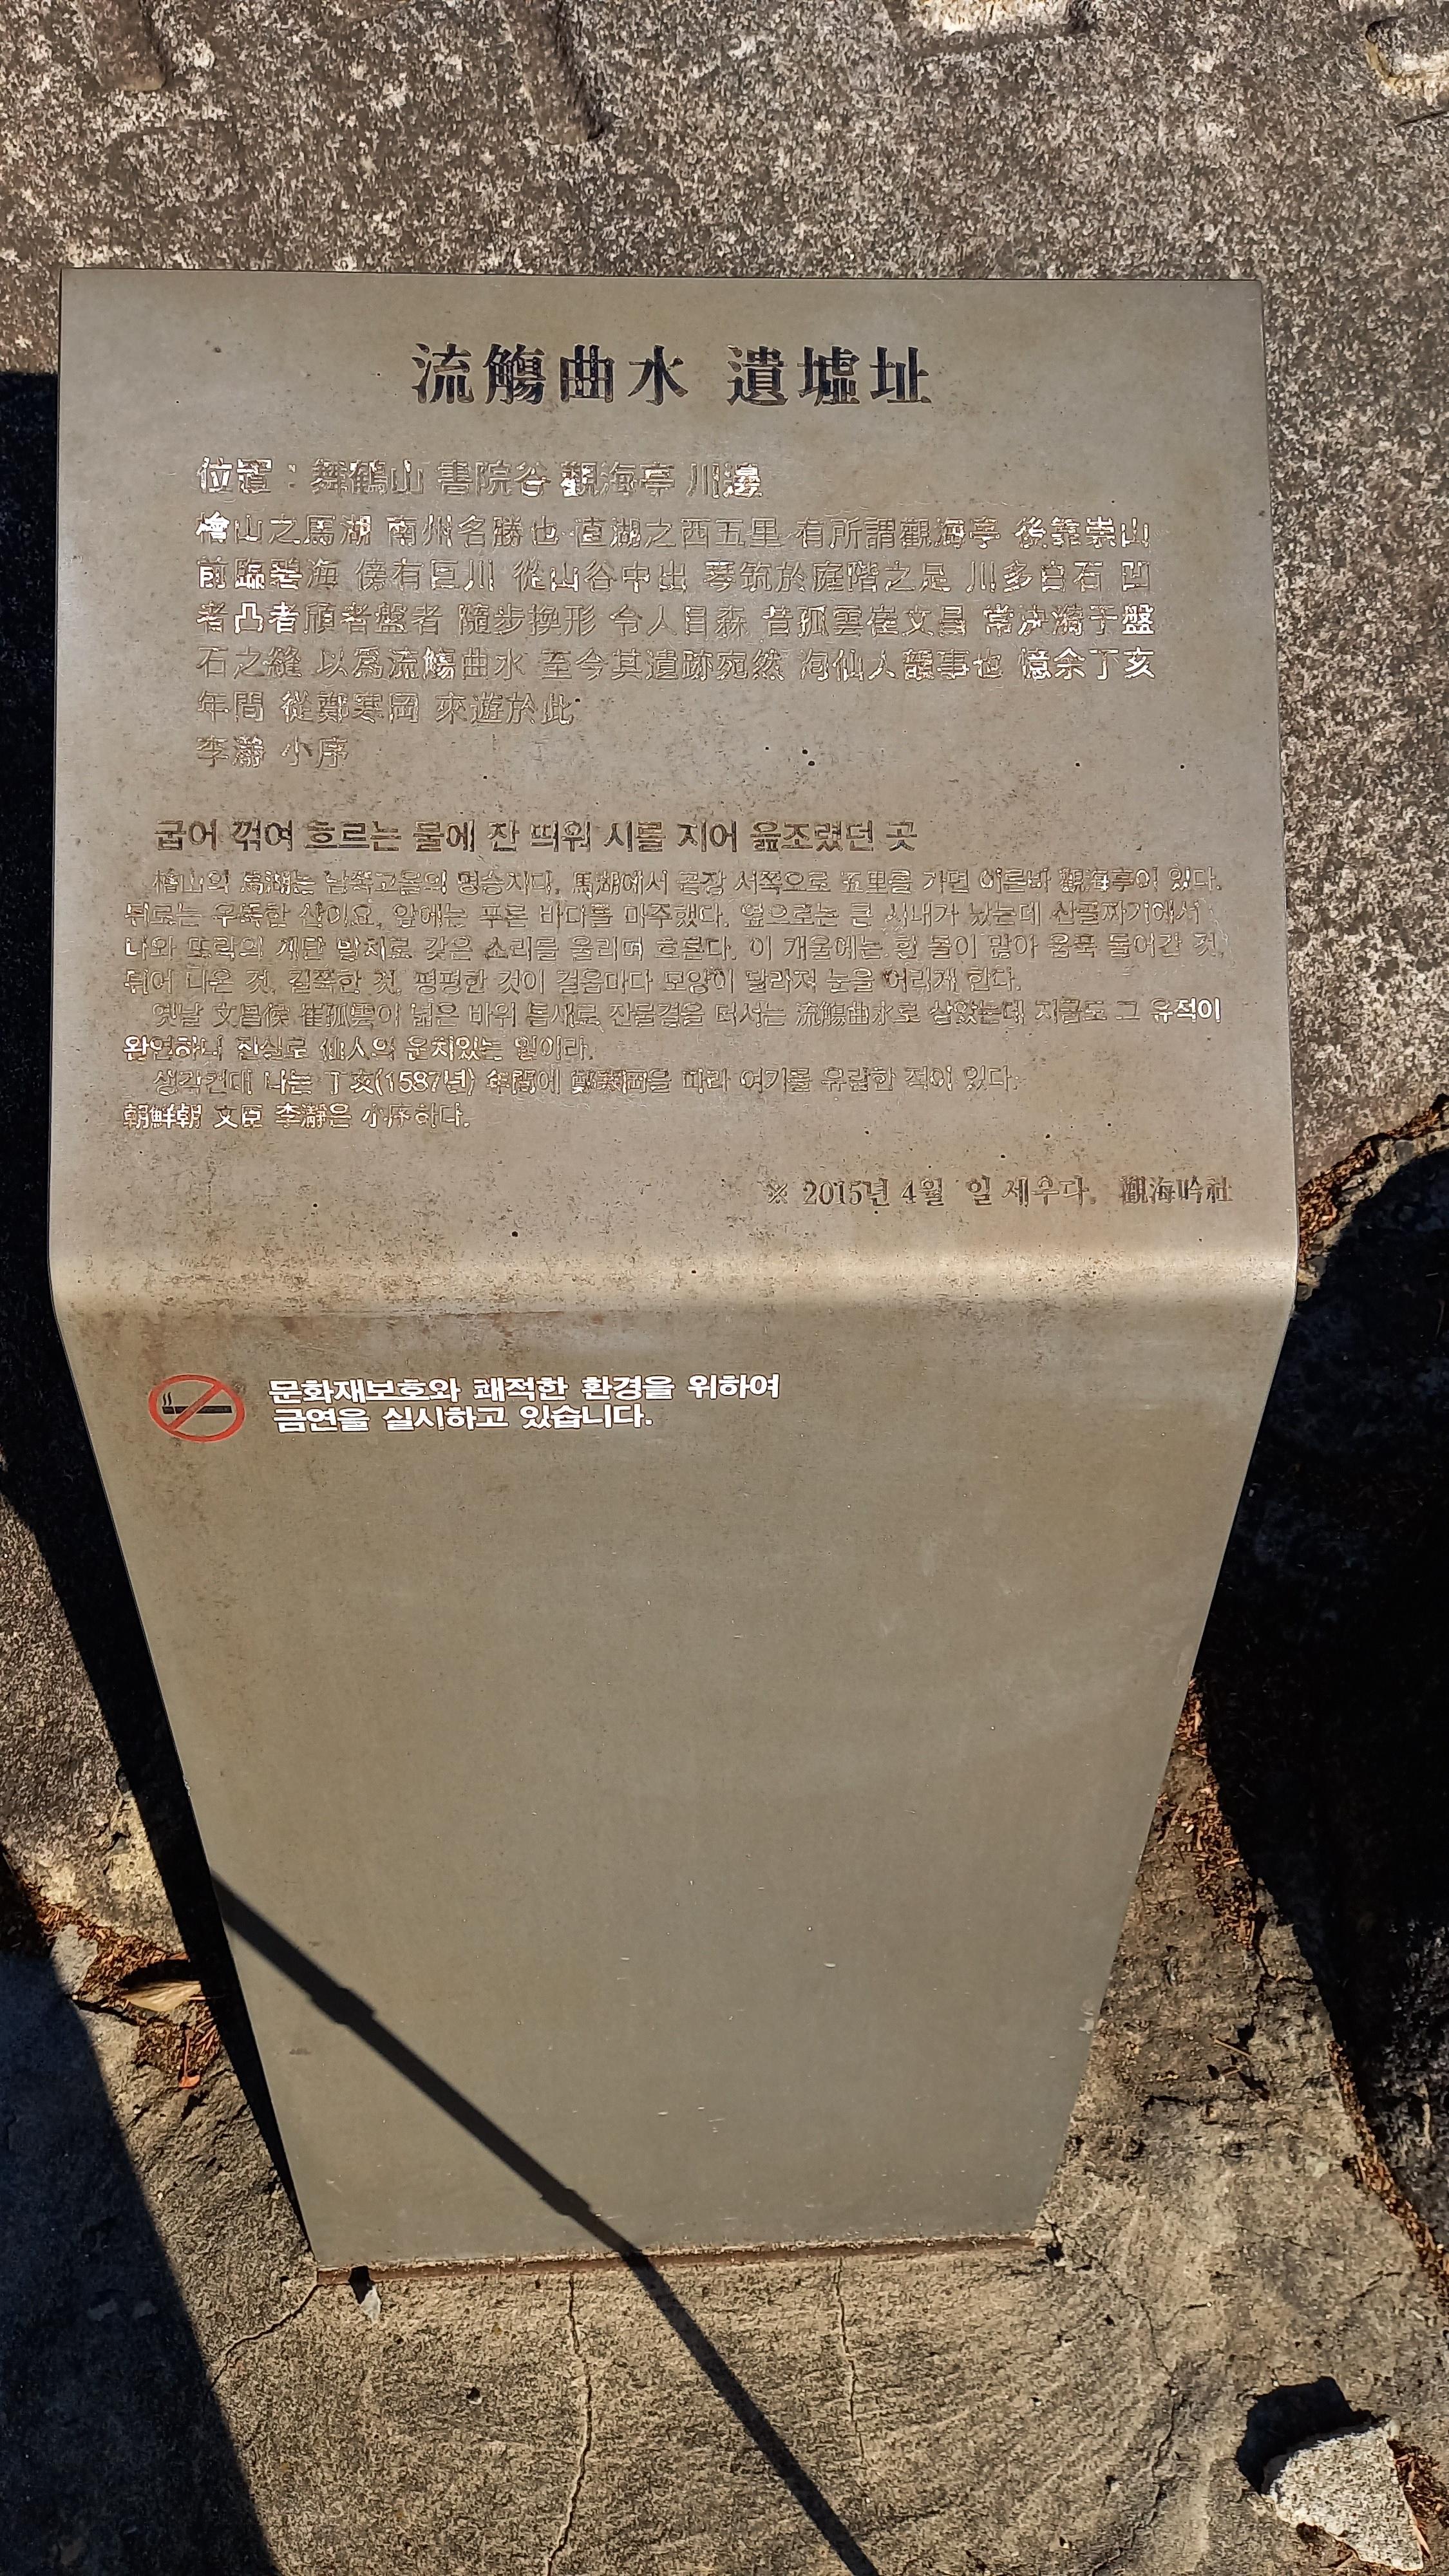 流觴曲水 遺墟址
位置 : 舞鶴山 書院谷 觀海亭 川邊
檜山之馬湖 南州名勝也 直湖之西五里 有所謂觀海亭 後靠崇山
前臨碧海 傍有巨川 從山谷中出 琴筑於庭階之足 川多白石 凹
者凸者頎者盤者 隨步換形 令人目森 昔孤雲崔文昌 常決漪于盤
石之縫 以爲流觴曲水 至今其遺跡宛然 洵仙人韻事也 憶余丁亥
年間 從鄭寒岡 來遊於此
李瀞 小序
굽어 꺾여 흐르는 물에 잔 띄워 시를 지어 읊조렸던 곳
檜山의 馬湖는 남쪽고을의 명승지다. 馬湖에서 곧장 서쪽으로 五里를 가면 이른바 觀海亭이 있다.
뒤로는 우뚝한 산이요, 앞에는 푸른 바다를 마주했다. 옆으로는 큰 시내가 났는데 산골짜기에서
나와 뜨락의 계단 발치로 갖은 소리를 울리며 흐른다. 이 개울에는 흰 돌이 많아 움푹 들어간 것,
튀어 나온 것, 길쭉한 것, 평평한 것이 걸음마다 모양이 달라져 눈을 어리게 한다.
옛날 文昌侯 崔孤雲이 넓은 바위 틈새로 잔물결을 터서는 流觴曲水로 삼았는데 지금도 그 유적이
완연하니 진실로 仙人의 운치있는 일이라.
생각컨대 나는 丁亥(1587년) 年間에 鄭寒岡을 따라 여기를 유람한 적이 있다.
朝鮮朝 文臣 李瀞은 小序하다.
※ 2015년 4월 일 세우다. 觀海吟社
문화재보호와 쾌적한 환경을 위하여
금연을 실시하고 있습니다.